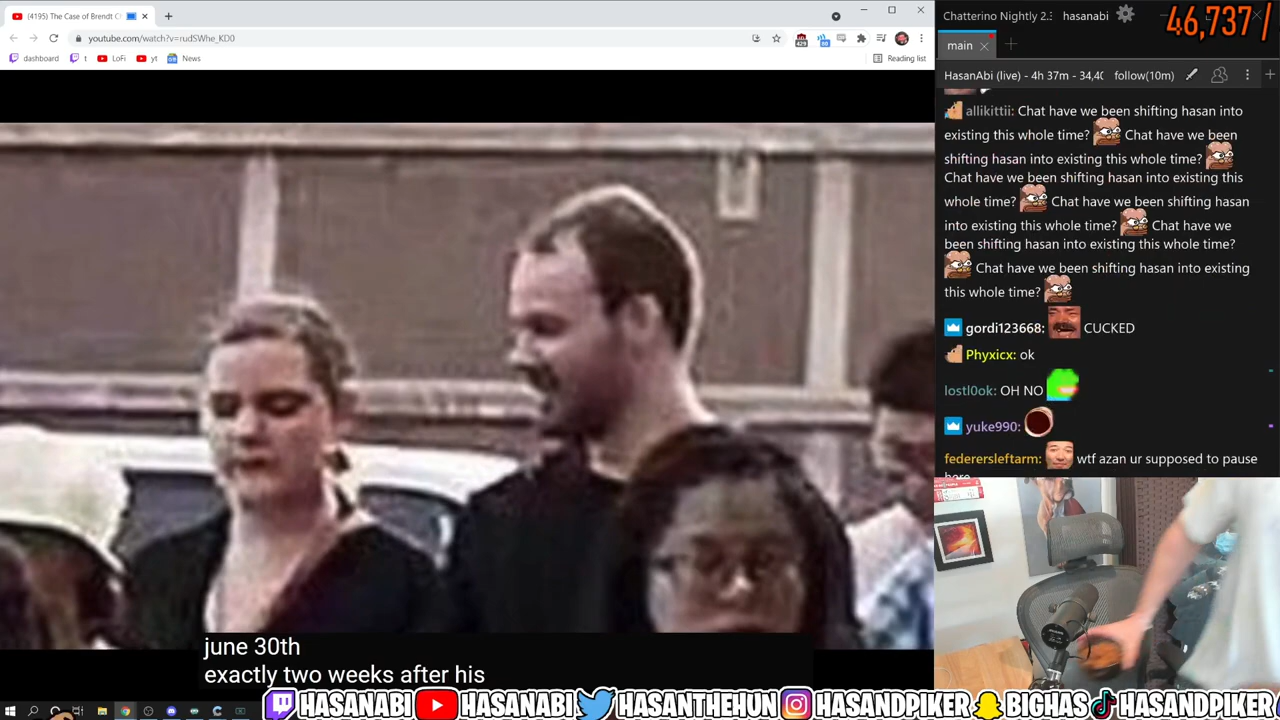 (4195) The Case of Brendt C
youtube.com/watch?v=rudSWhe_KD0
429
88
dashboard
t
LoFi
yt
News
Reading list
june 30th
exactly two weeks after his
Chatterino Nightly 2.
hasanabi
46,737 /
main
HasanAbi (live) - 4h 37m - 34,40
follow(10m)
allikittii: Chat have we been shifting hasan into
existing this whole time? Chat have we been
shifting hasan into existing this whole time?
Chat have we been shifting hasan into existing this
whole time? Chat have we been shifting hasan
into existing this whole time? Chat have we
been shifting hasan into existing this whole time?
Chat have we been shifting hasan into existing
this whole time?
gordi123668: CUCKED
Phyxicx: ok
lostl0ok: OH NO
yuke990:
federersleftarm: wtf azan ur supposed to pause
here
HASANABI HASANABI HASANTHEHUN HASANDPIKER BIGHAS HASANDPIKER